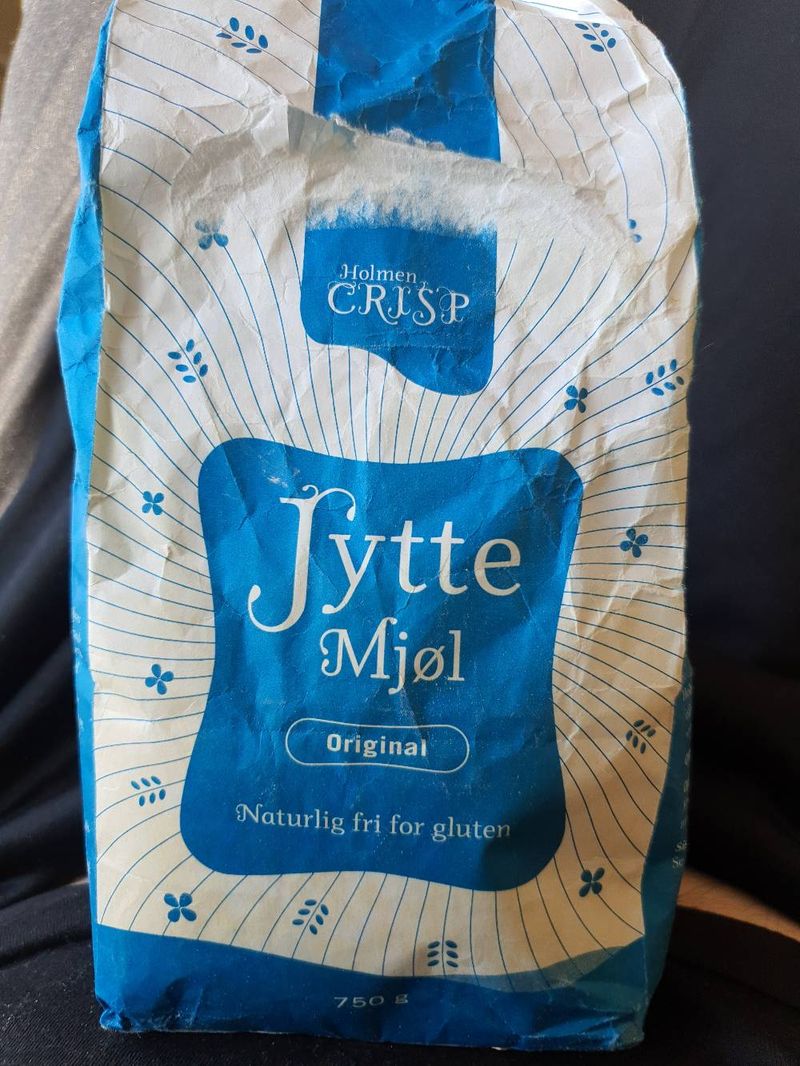 Holmen
CRISP
Jytte
Mjøl
Original
Naturlig fri for gluten
750 g